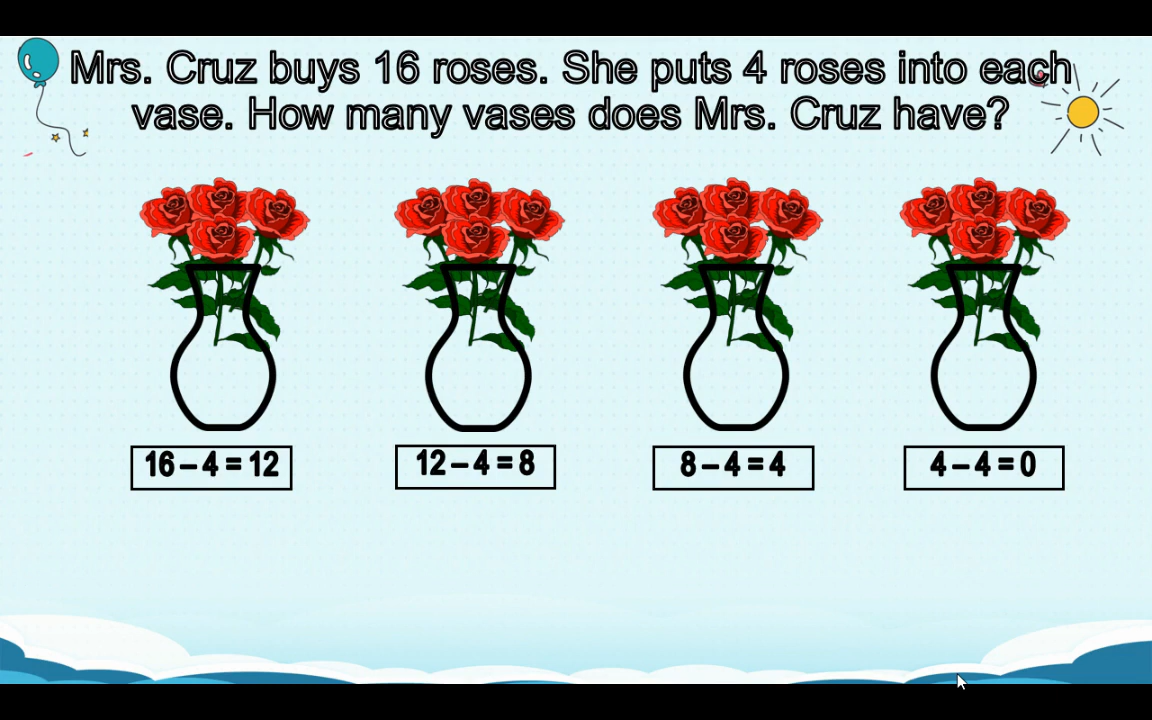 Mrs. Cruz buys 16 roses. She puts 4 roses into each
vase. How many vases does Mrs. Cruz have?
16 – 4 = 12
12 – 4 = 8
8 – 4 = 4
4 – 4 = 0